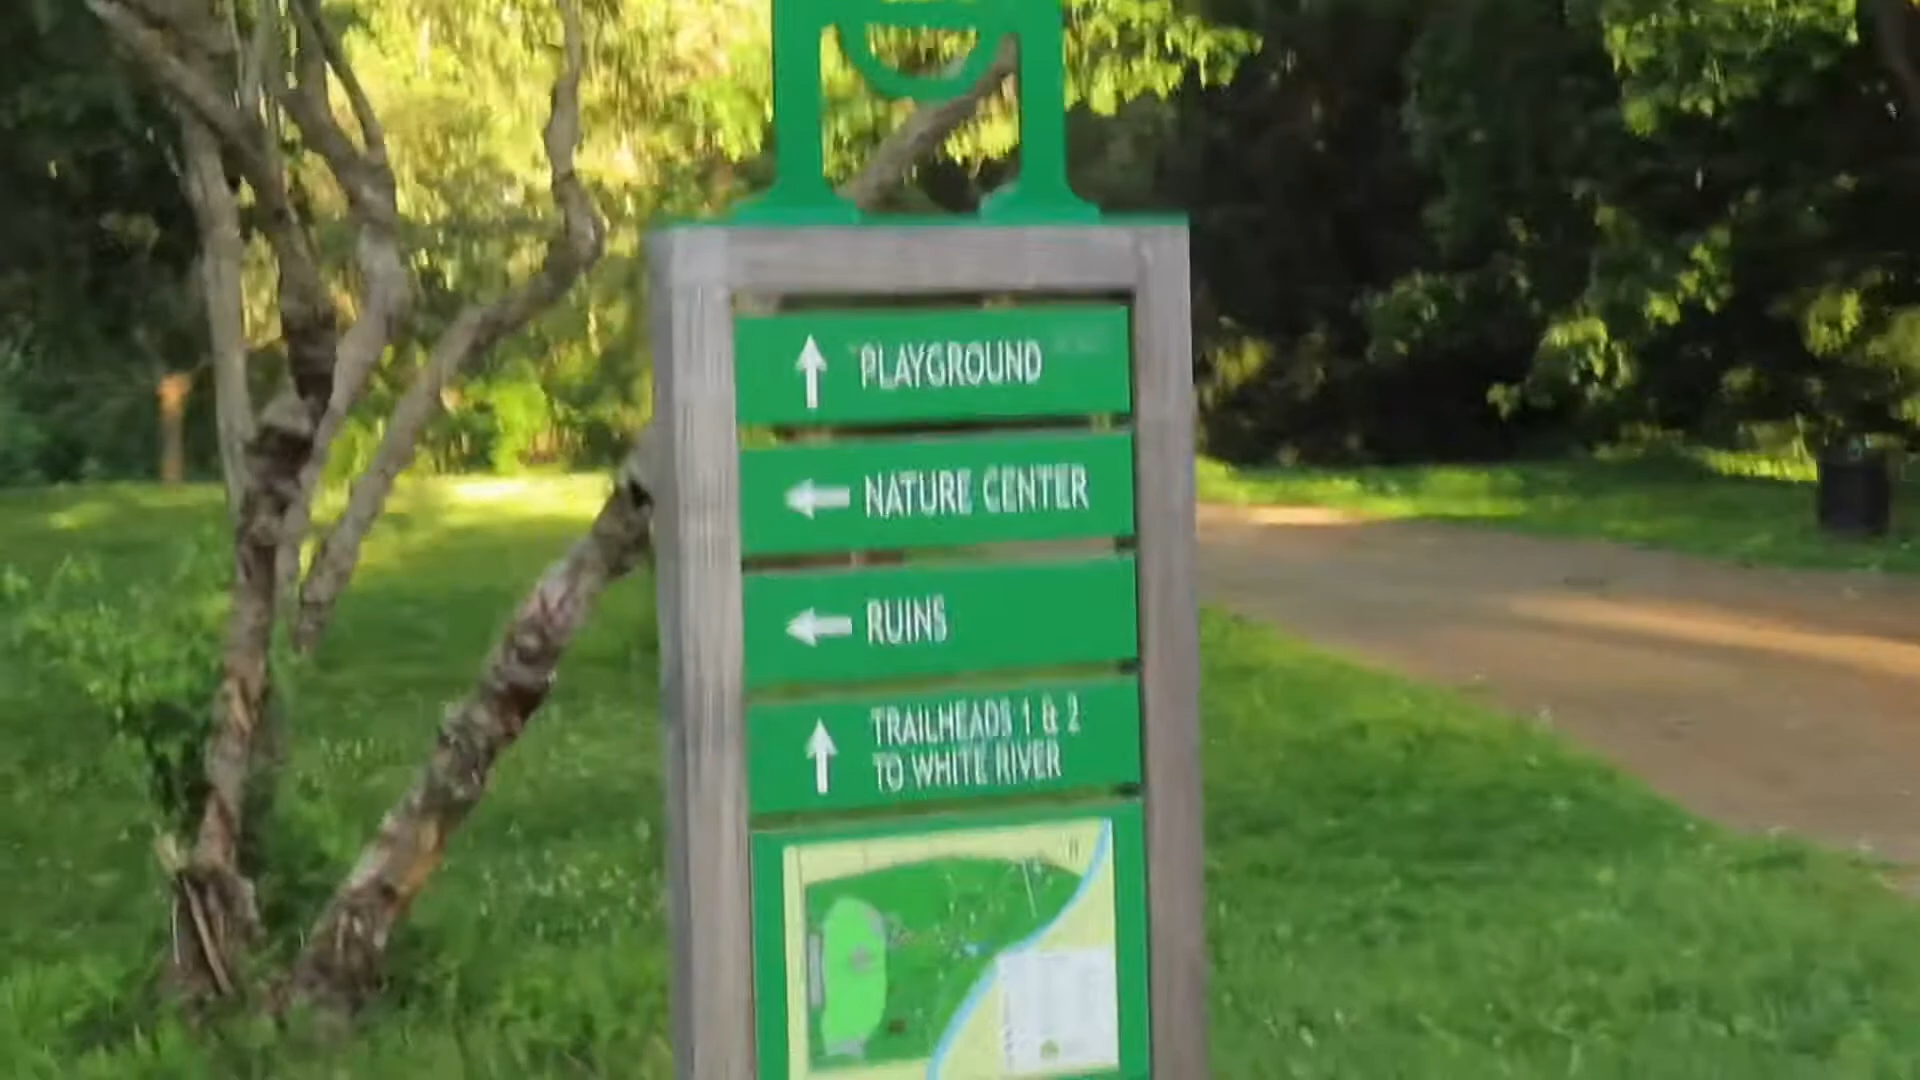 PLAYGROUND
NATURE CENTER
RUINS
TRAILHEADS 1 & 2
TO WHITE RIVER